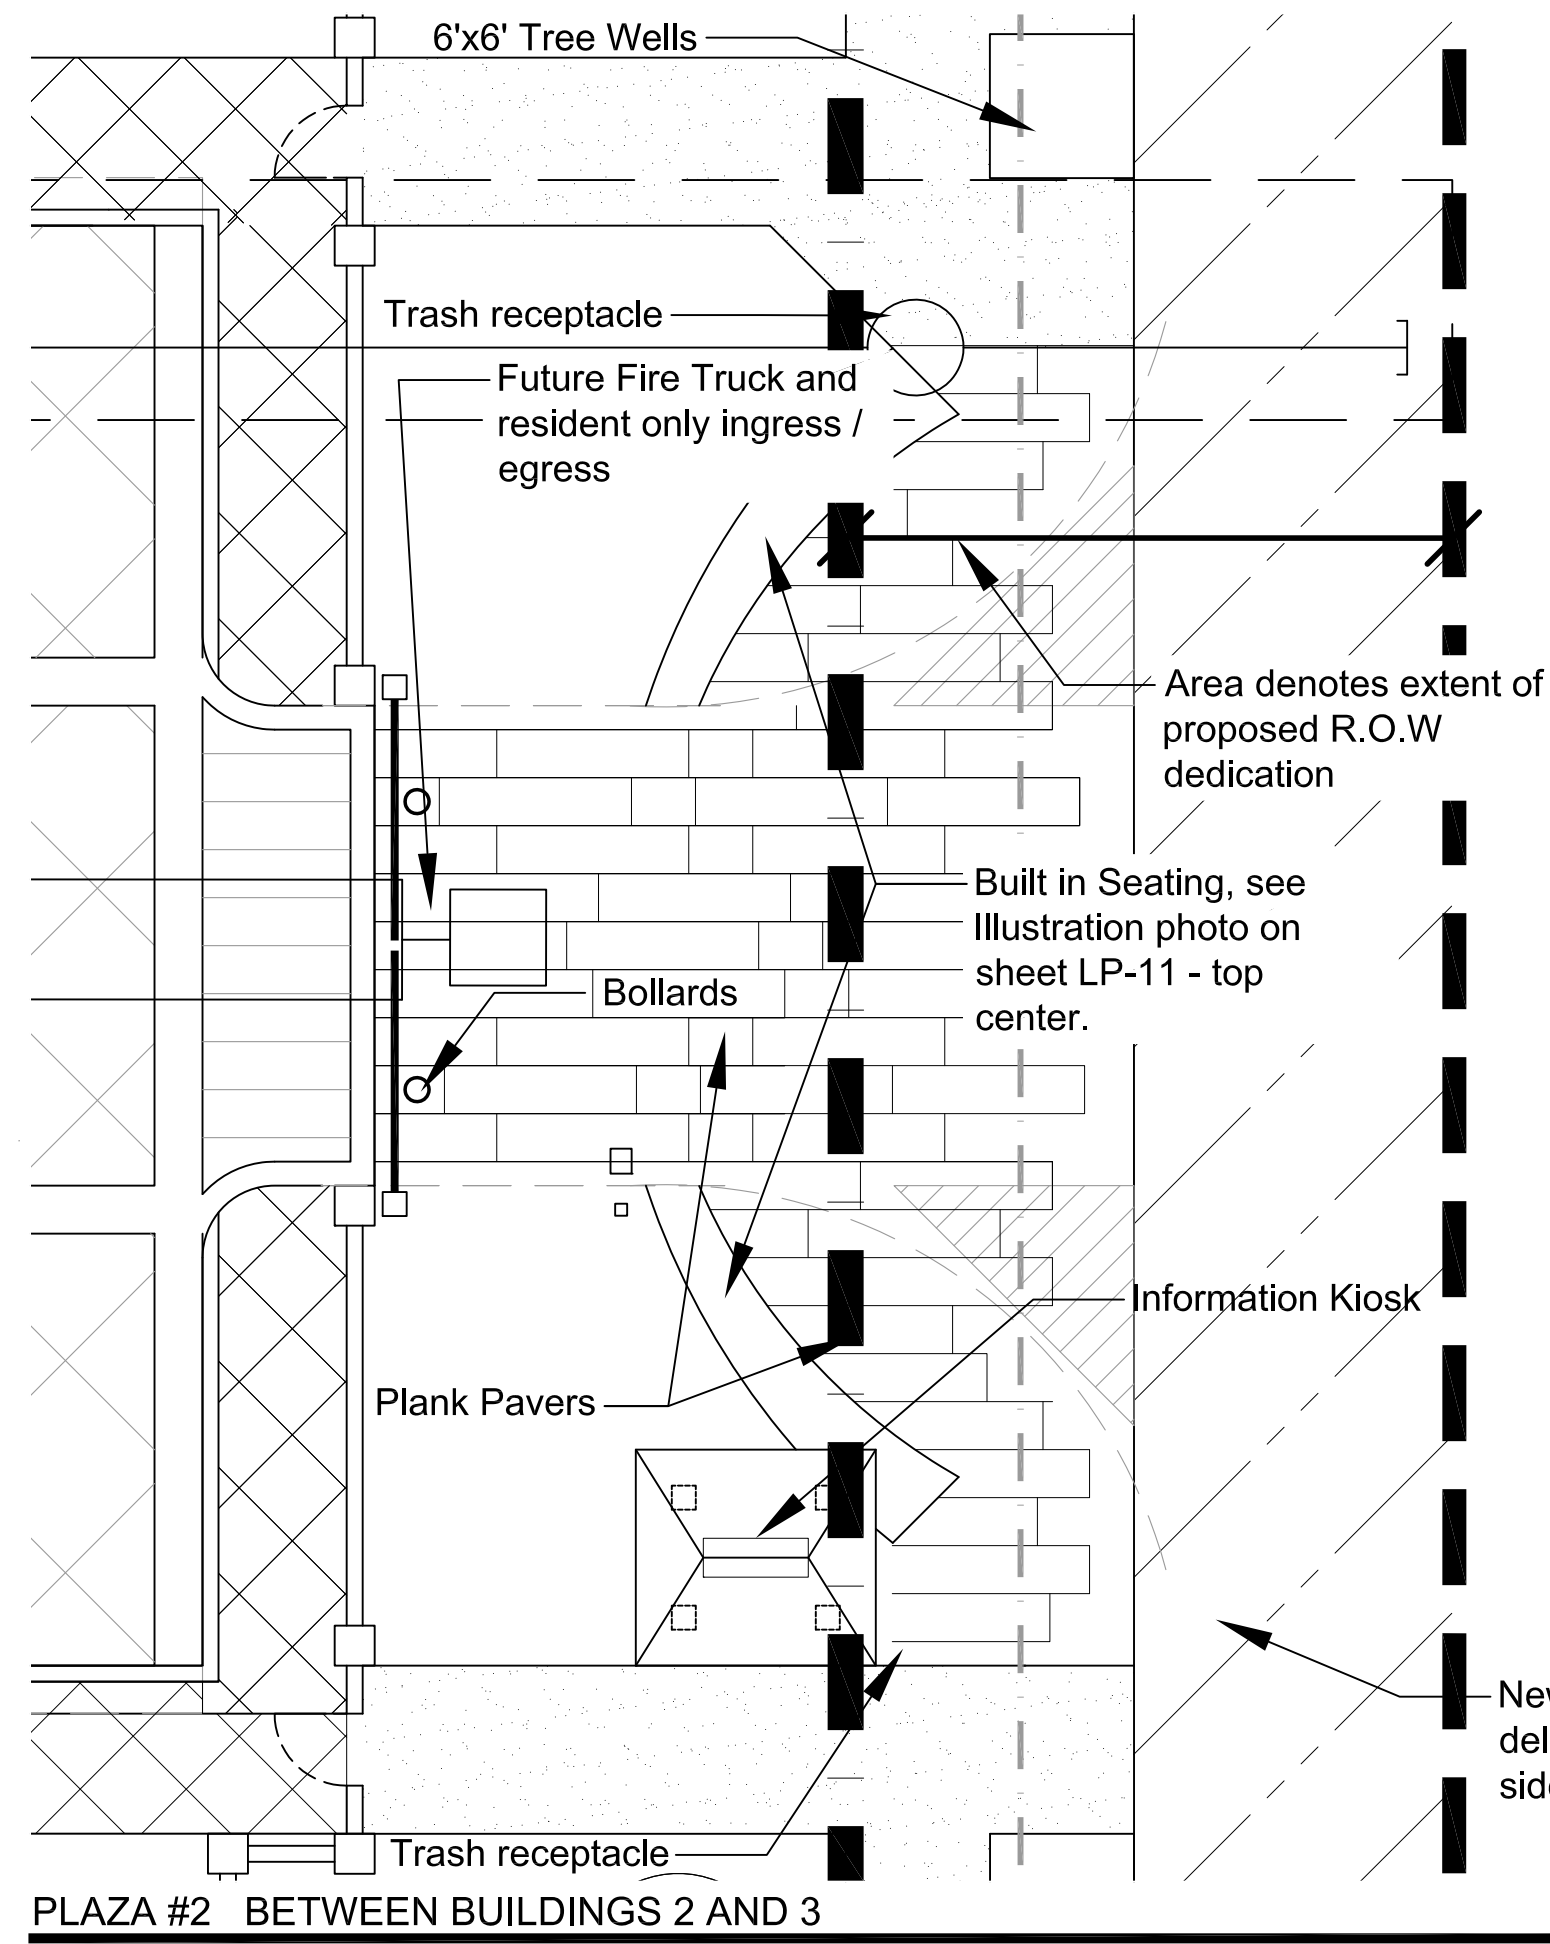 6'x6' Tree Wells
Trash receptacle
Future Fire Truck and
resident only ingress /
egress
Area denotes extent of
proposed R.O.W
dedication
Built in Seating, see
Illustration photo on
sheet LP-11 - top
center.
Bollards
Information Kiosk
Plank Pavers
Trash receptacle
PLAZA #2 BETWEEN BUILDINGS 2 AND 3